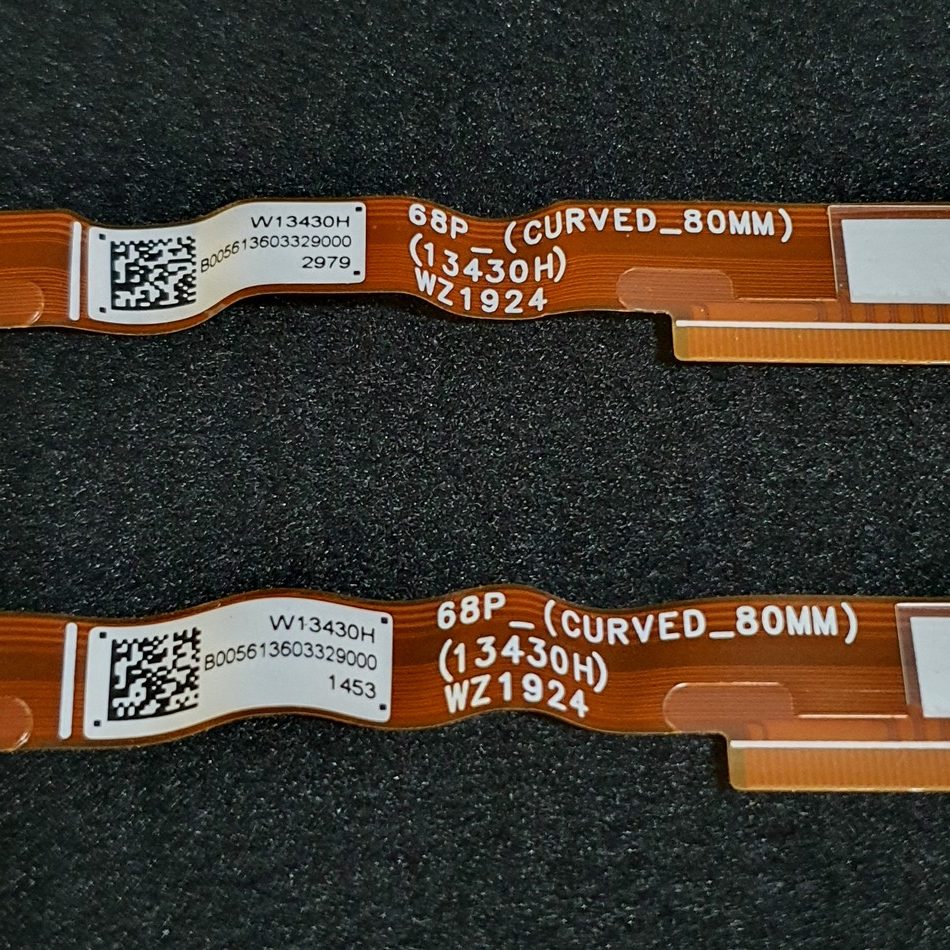 W13430H
B005613603329000
2979
68P_(CURVED_80MM)
(13430H)
WZ1924
W13430H
B005613603329000
1453
68P_(CURVED_80MM)
(13430H)
WZ1924